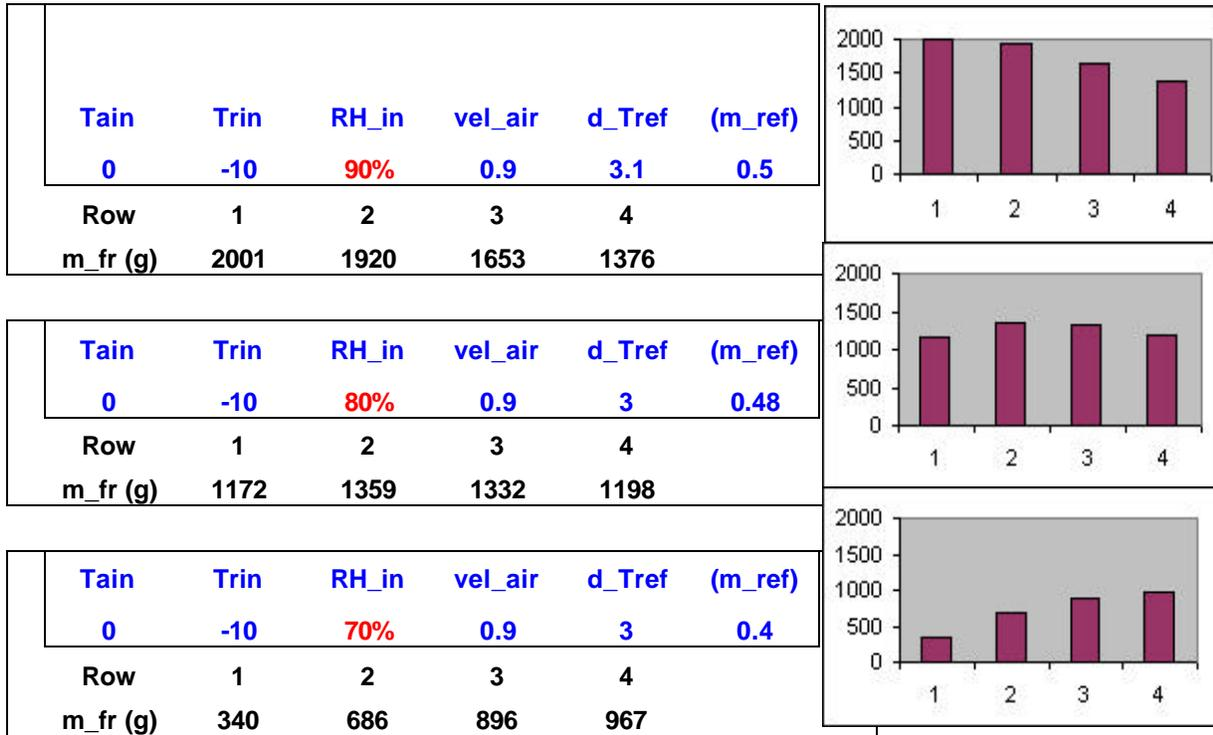 Tain Trin RH_in vel_air d_Tref (m_ref)
0 -10 90% 0.9 3.1 0.5
Row 1 2 3 4
m_fr (g) 2001 1920 1653 1376
2000
1500
1000
500
0
1 2 3 4
Tain Trin RH_in vel_air d_Tref (m_ref)
0 -10 80% 0.9 3 0.48
Row 1 2 3 4
m_fr (g) 1172 1359 1332 1198
2000
1500
1000
500
0
1 2 3 4
Tain Trin RH_in vel_air d_Tref (m_ref)
0 -10 70% 0.9 3 0.4
Row 1 2 3 4
m_fr (g) 340 686 896 967
2000
1500
1000
500
0
1 2 3 4